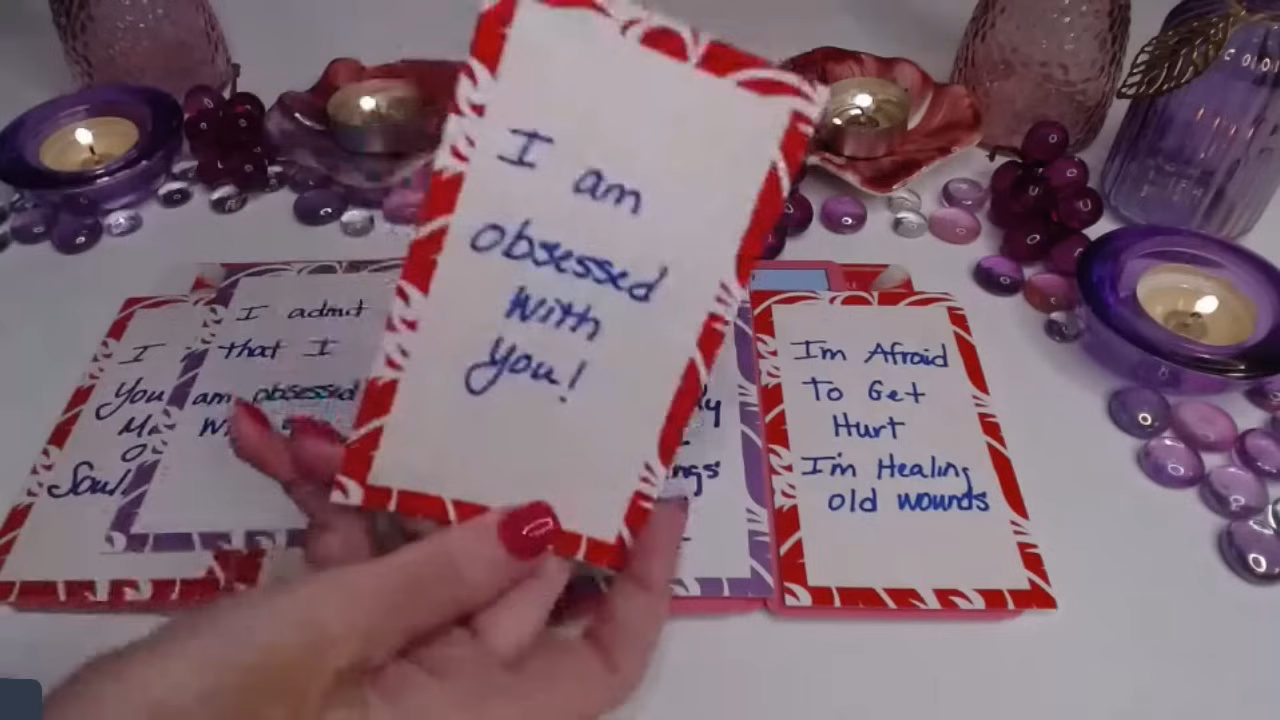 I am
obsessed
With
you!
I
You
O
Soul
I admit
that I
am obsessed
I'm Afraid
To Get
Hurt
I'm Healing
old wounds